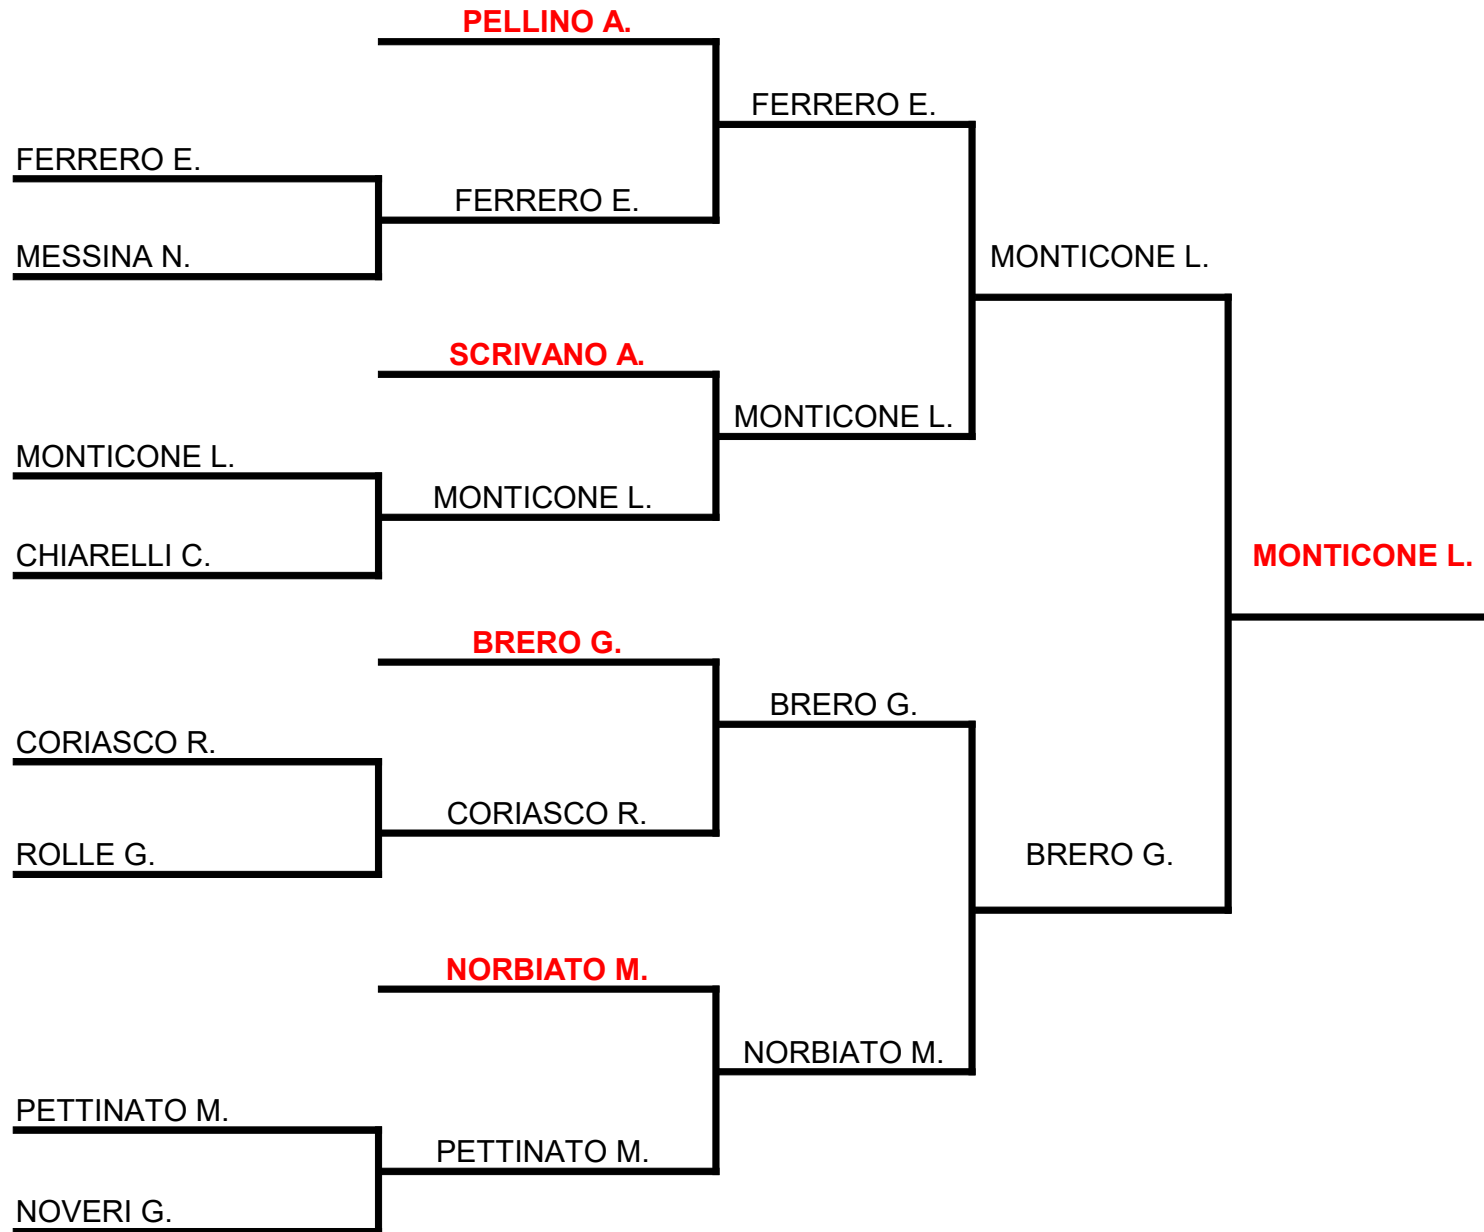 PELLINO A.
FERRERO E.
FERRERO E.
FERRERO E.
MESSINA N.
MONTICONE L.
SCRIVANO A.
MONTICONE L.
MONTICONE L.
MONTICONE L.
CHIARELLI C.
MONTICONE L.
BRERO G.
BRERO G.
CORIASCO R.
CORIASCO R.
ROLLE G.
BRERO G.
NORBIATO M.
NORBIATO M.
PETTINATO M.
PETTINATO M.
NOVERI G.